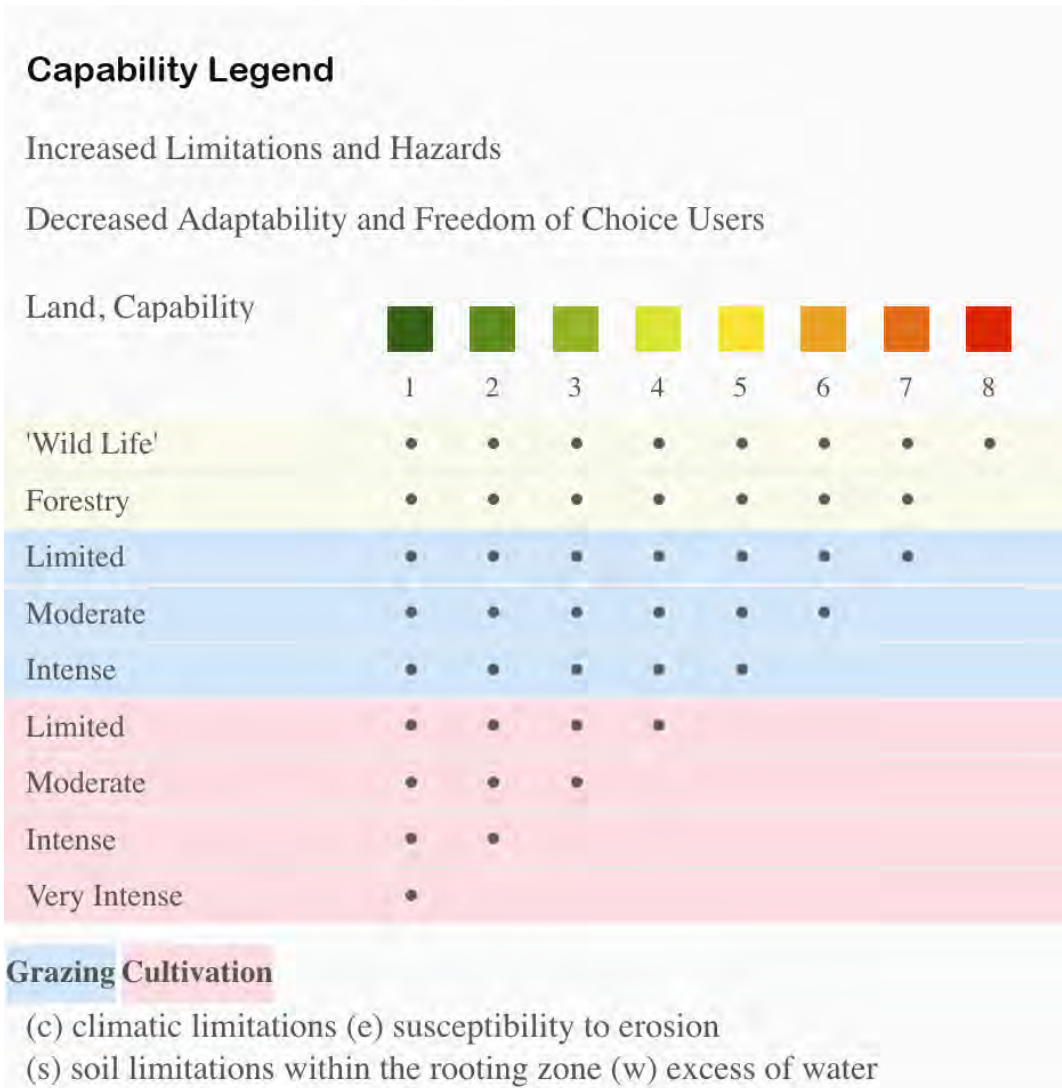 Capability Legend
Increased Limitations and Hazards
Decreased Adaptability and Freedom of Choice Users
Land, Capability
1 2 3 4 5 6 7 8
'Wild Life' • • • • • • • •
Forestry • • • • • • •
Limited • • • • • • •
Moderate • • • • • •
Intense • • • • •
Limited • • • •
Moderate • • •
Intense • •
Very Intense •
Grazing Cultivation
(c) climatic limitations (e) susceptibility to erosion
(s) soil limitations within the rooting zone (w) excess of water